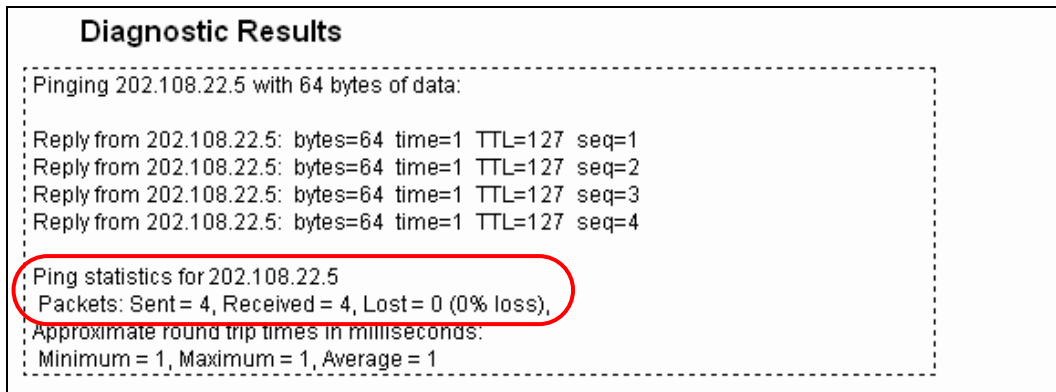 Diagnostic Results
Pinging 202.108.22.5 with 64 bytes of data:
Reply from 202.108.22.5: bytes=64 time=1 TTL=127 seq=1
Reply from 202.108.22.5: bytes=64 time=1 TTL=127 seq=2
Reply from 202.108.22.5: bytes=64 time=1 TTL=127 seq=3
Reply from 202.108.22.5: bytes=64 time=1 TTL=127 seq=4
Ping statistics for 202.108.22.5
Packets: Sent = 4, Received = 4, Lost = 0 (0% loss),
Approximate round trip times in milliseconds:
Minimum = 1, Maximum = 1, Average = 1